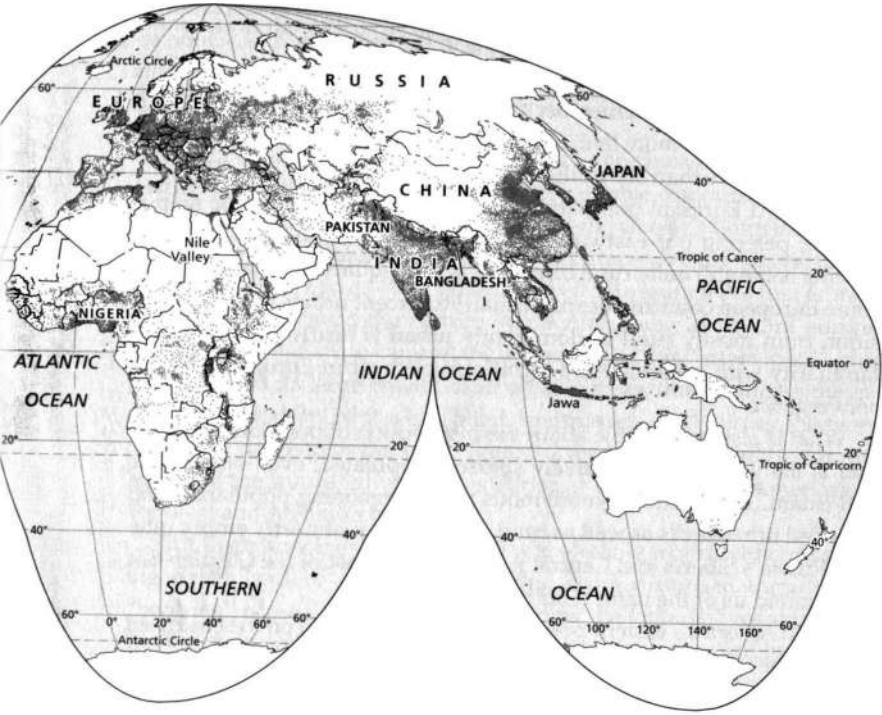 Arctic Circle
60°
EUROPE
RUSSIA
60°
JAPAN
40°
CHINA
PAKISTAN
Nile
Valley
Tropic of Cancer
INDIA
20°
BANGLADESH
PACIFIC
OCEAN
NIGERIA
ATLANTIC
OCEAN
INDIAN OCEAN
Equator 0°
Jawa
20°
20°
20°
20°
Tropic of Capricorn
40°
40°
40°
40°
SOUTHERN
OCEAN
60°
0° 20° 40° 60° 60°
60° 100° 120° 140° 160° 60°
Antarctic Circle